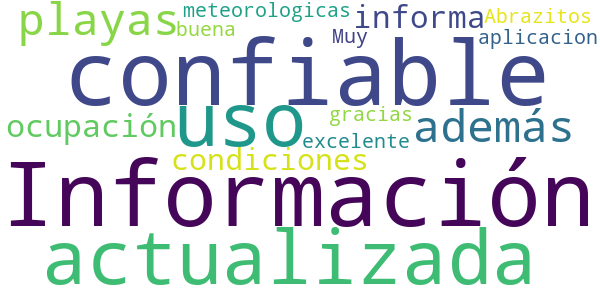 playas meteorologicas informa Abrazitos
buena Muy aplicacion
confiable
ocupación uso gracias además
excelente
condiciones
Información
actualizada